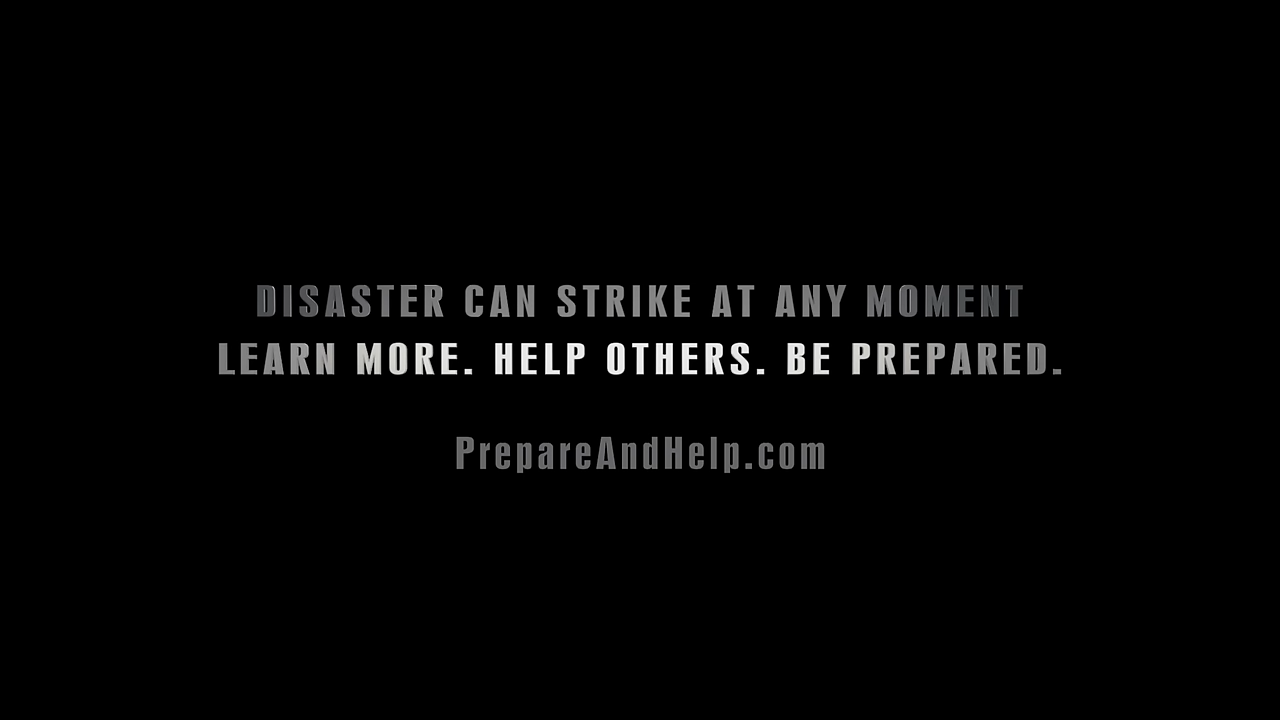 DISASTER CAN STRIKE AT ANY MOMENT
LEARN MORE. HELP OTHERS. BE PREPARED.
PrepareAndHelp.com